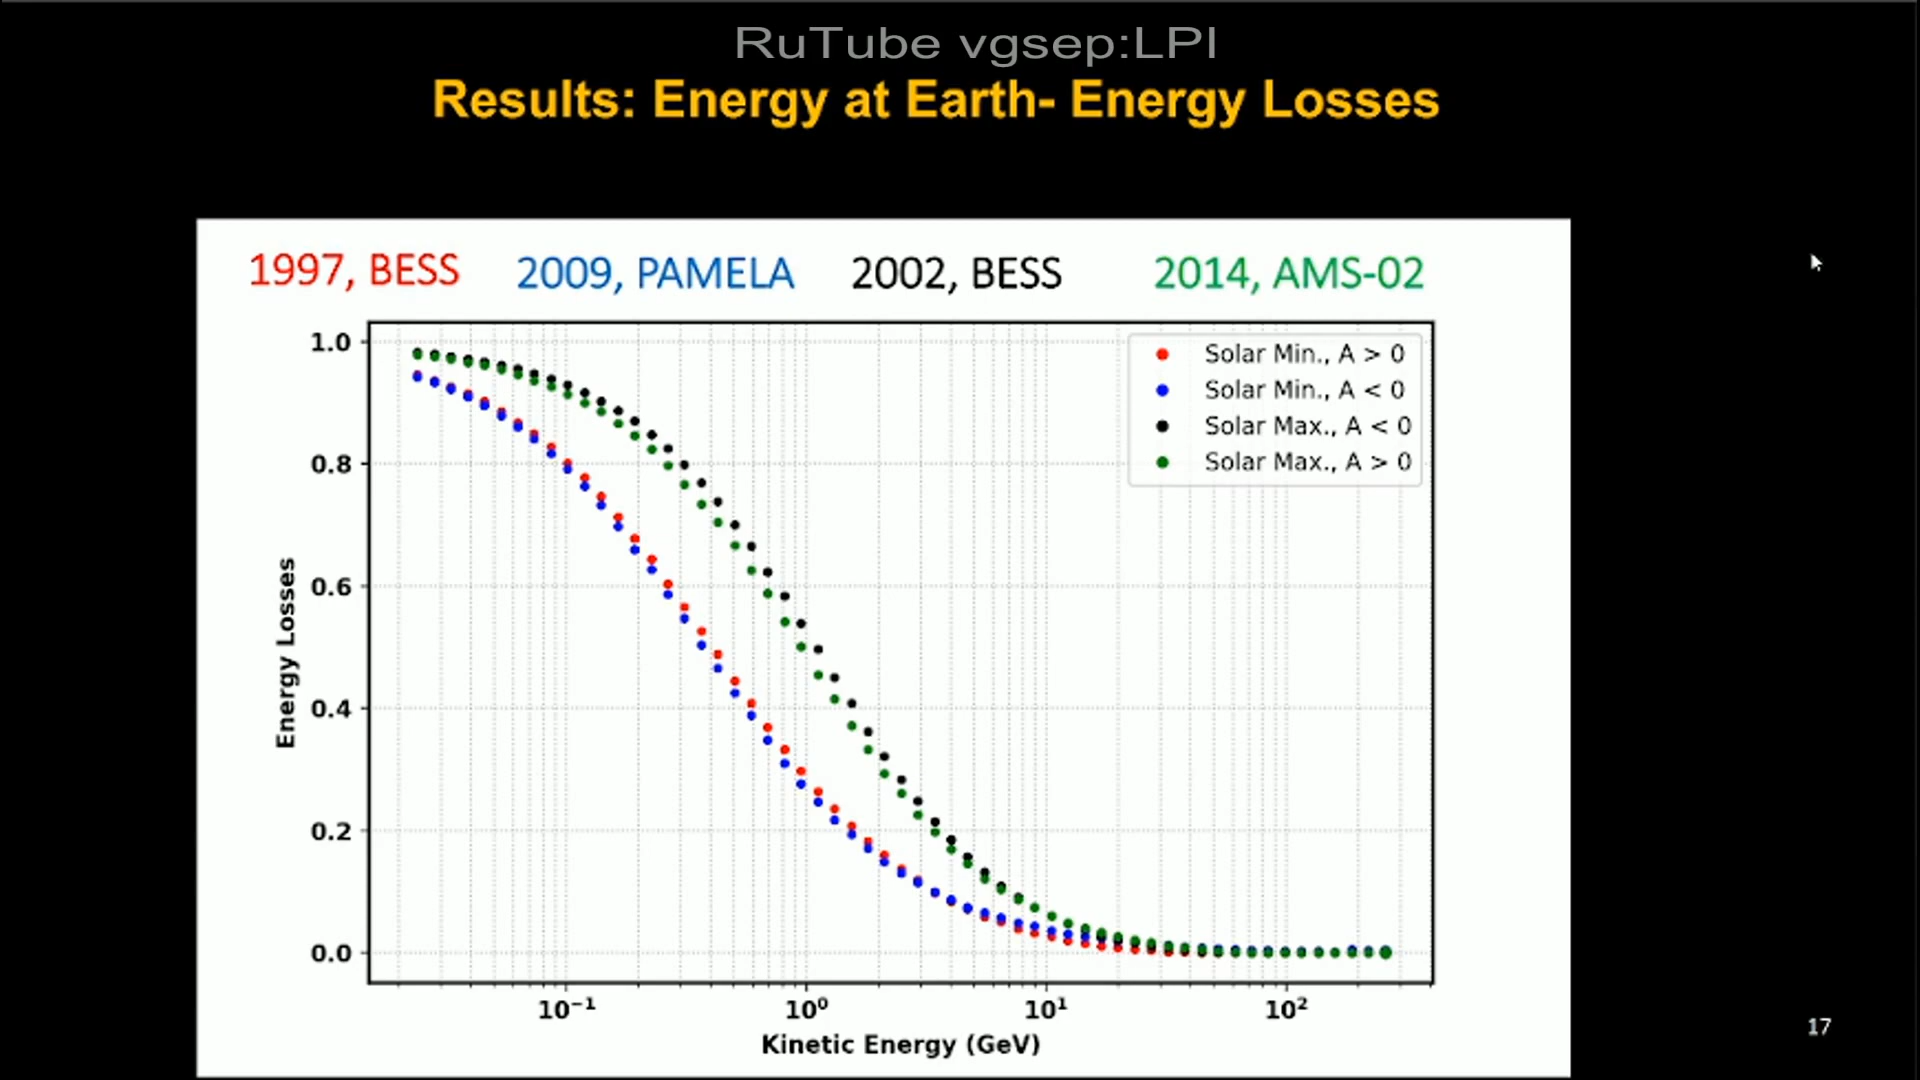 RuTube vgsep:LPI
Results: Energy at Earth- Energy Losses
1997, BESS 2009, PAMELA 2002, BESS 2014, AMS-02
Solar Min., A > 0
Solar Min., A < 0
Solar Max., A < 0
Solar Max., A > 0
1.0
0.8
0.6
0.4
0.2
0.0
Energy Losses
10⁻¹ 10⁰ 10¹ 10²
Kinetic Energy (GeV)
17